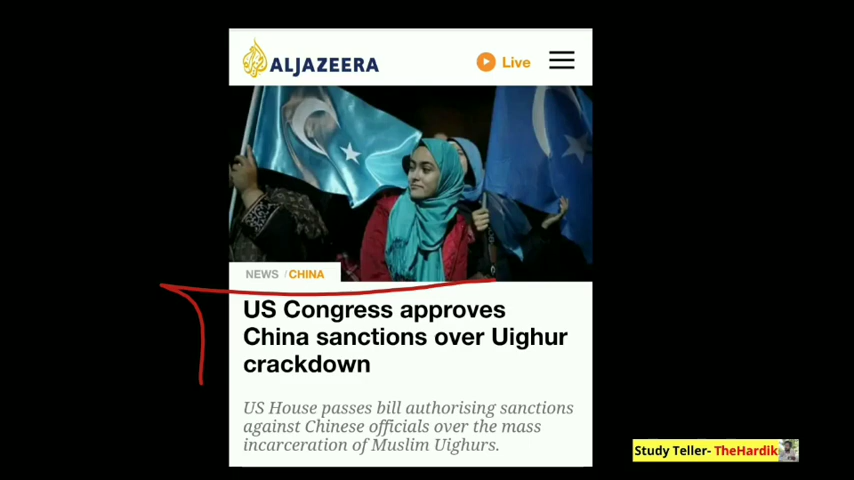 ALJAZEERA
Live
NEWS / CHINA
US Congress approves
China sanctions over Uighur
crackdown
US House passes bill authorising sanctions
against Chinese officials over the mass
incarceration of Muslim Uighurs.
Study Teller- TheHardik